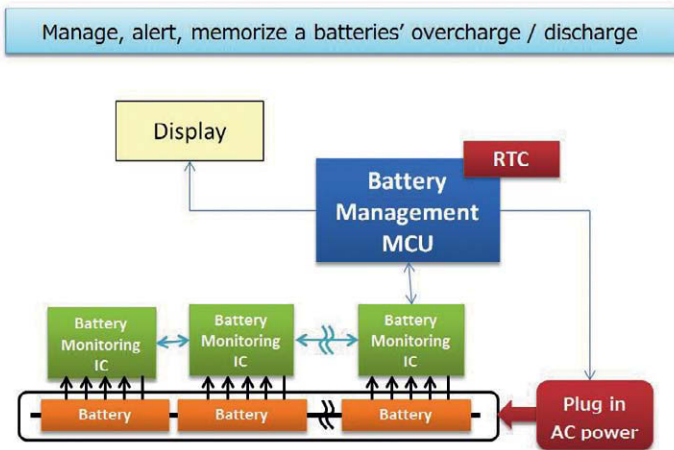 Manage, alert, memorize a batteries’ overcharge / discharge
Display
RTC
Battery
Management
MCU
Battery
Monitoring
IC
Battery
Monitoring
IC
Battery
Monitoring
IC
Battery
Battery
Battery
Plug in
AC power